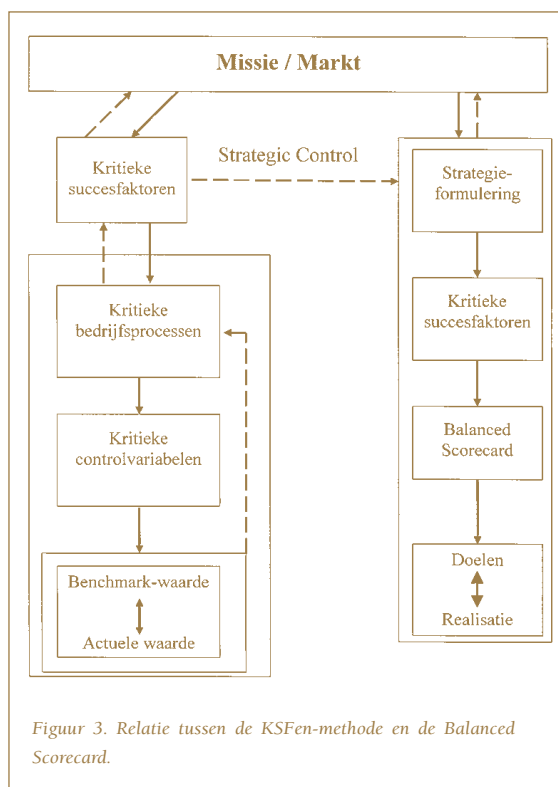 Missie / Markt
Kritieke
succesfaktoren
Strategic Control
Strategie-
formulering
Kritieke
bedrijfsprocessen
Kritieke
succesfaktoren
Kritieke
controlvariabelen
Balanced
Scorecard
Benchmark-waarde
Actuele waarde
Doelen
Realisatie
Figuur 3. Relatie tussen de KSFen-methode en de Balanced
Scorecard.